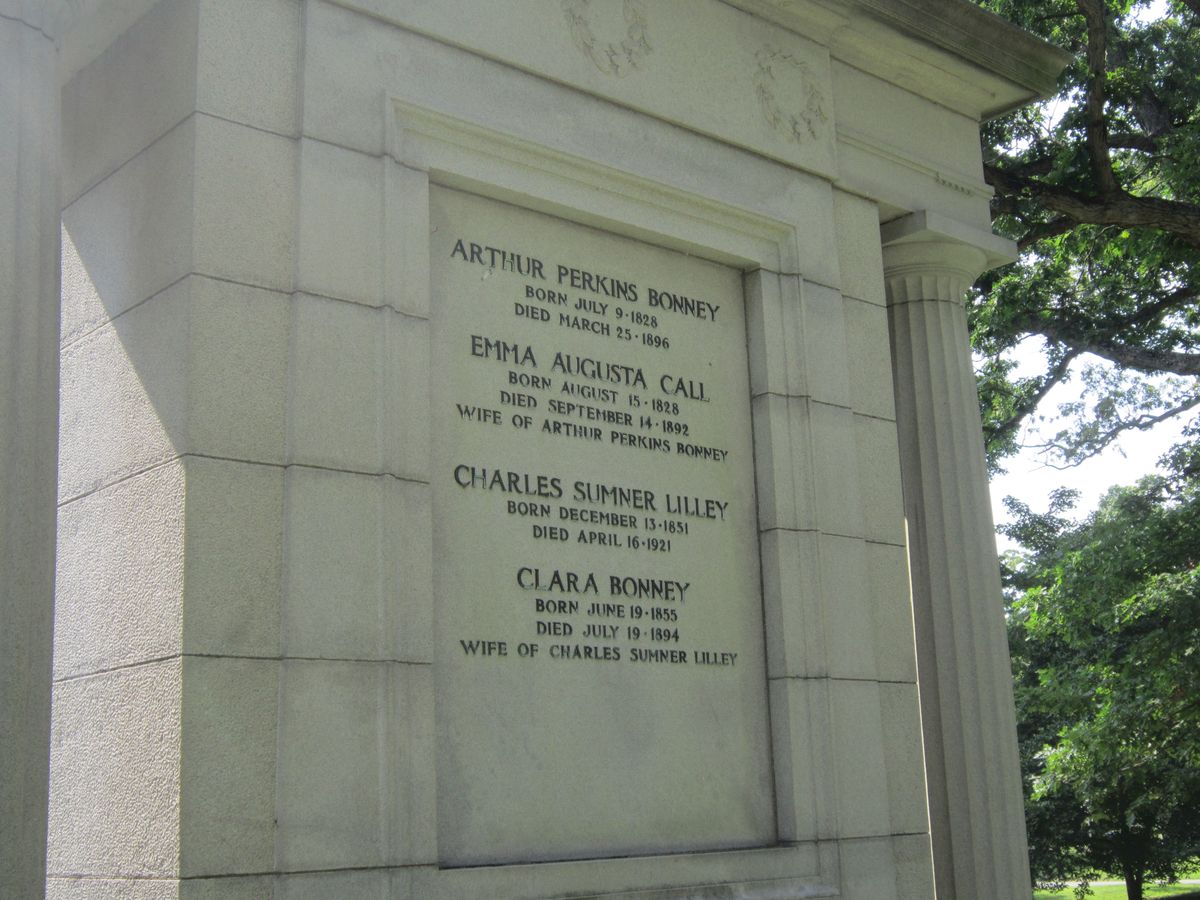 ARTHUR PERKINS BONNEY
BORN JULY 9·1828
DIED MARCH 25·1896
EMMA AUGUSTA CALL
BORN AUGUST 15·1828
DIED SEPTEMBER 14·1892
WIFE OF ARTHUR PERKINS BONNEY
CHARLES SUMNER LILLEY
BORN DECEMBER 13·1851
DIED APRIL 16·1921
CLARA BONNEY
BORN JUNE 19·1855
DIED JULY 19·1894
WIFE OF CHARLES SUMNER LILLEY